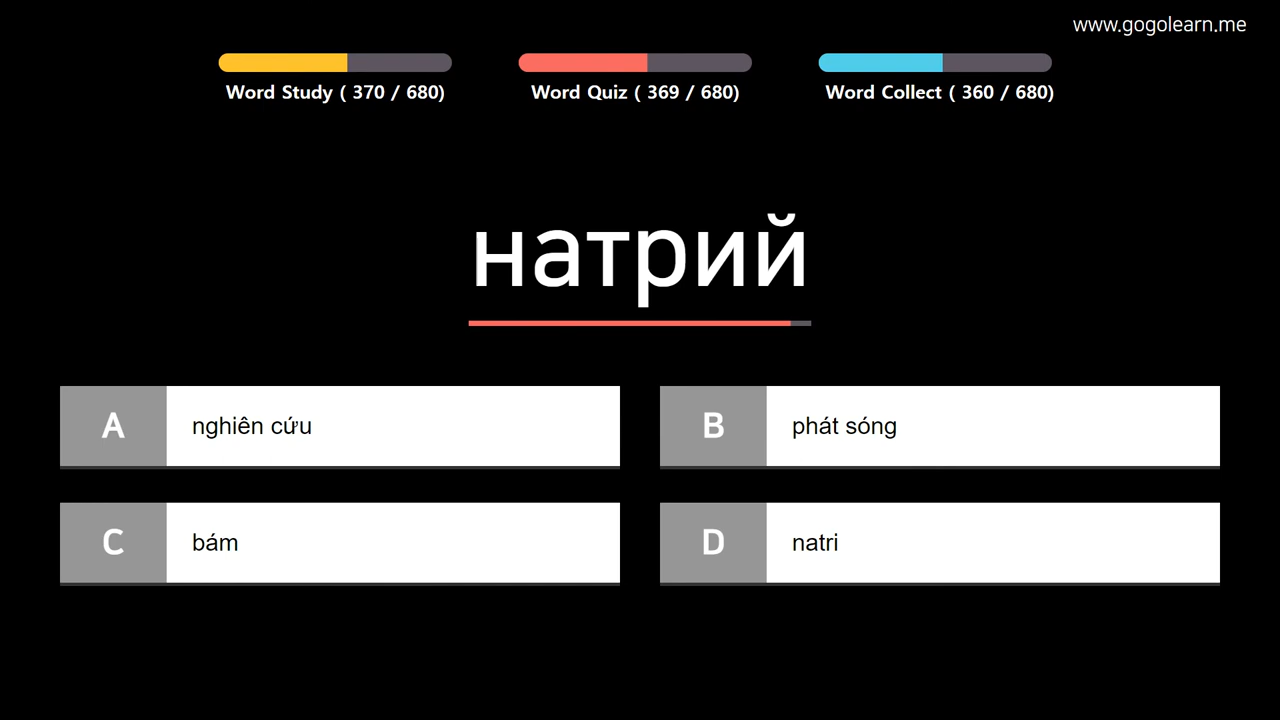 www.gogolearn.me
Word Study ( 370 / 680)
Word Quiz ( 369 / 680)
Word Collect ( 360 / 680)
натрий
A nghiên cứu
B phát sóng
C bám
D natri